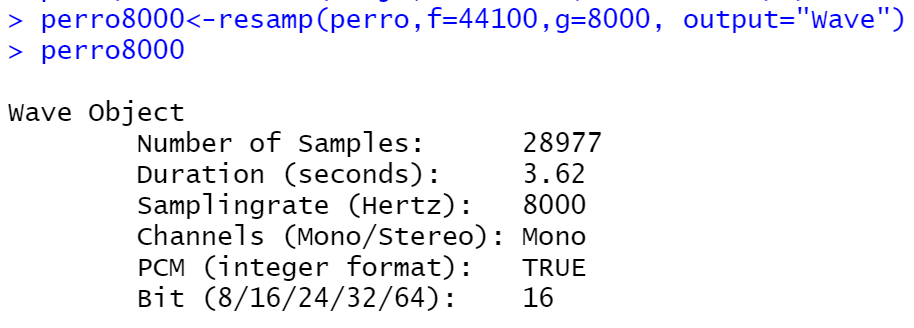 > perro8000<-resamp(perro,f=44100,g=8000, output="Wave")
> perro8000
Wave Object
Number of Samples: 28977
Duration (seconds): 3.62
Samplingrate (Hertz): 8000
Channels (Mono/Stereo): Mono
PCM (integer format): TRUE
Bit (8/16/24/32/64): 16